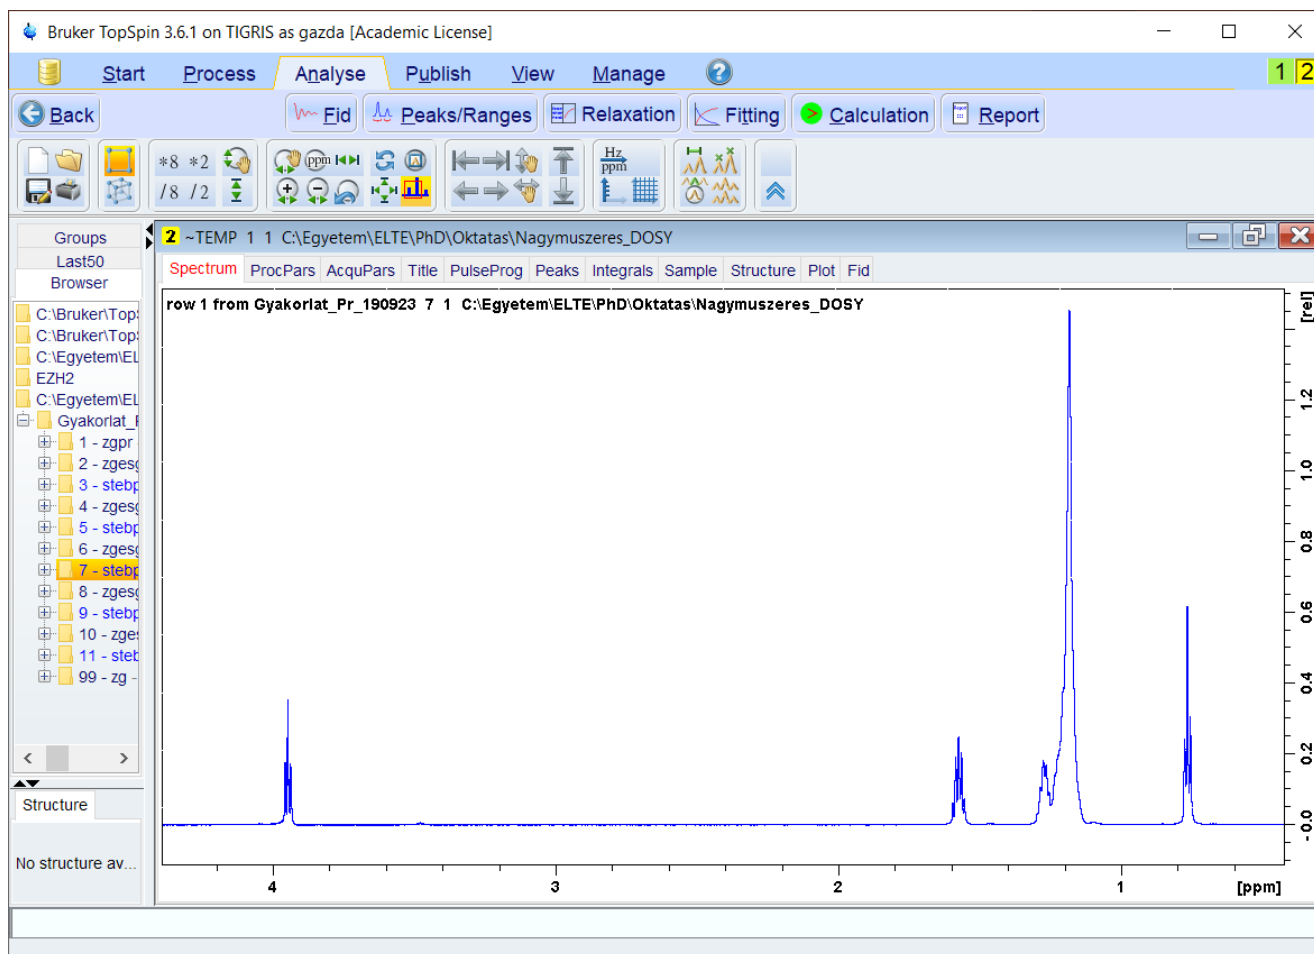 Bruker TopSpin 3.6.1 on TIGRIS as gazda [Academic License]
Start Process Analyse Publish View Manage ? 1 2
Back Fid Peaks/Ranges Relaxation Fitting Calculation Report
*8 *2 ppm Hz ppm
/8 /2
Groups
Last50
Browser
C:\Bruker\Top
C:\Bruker\Top
C:\Egyetem\EL
EZH2
C:\Egyetem\EL
Gyakorlat_
1 - zgpr
2 - zgesg
3 - stebp
4 - zgesg
5 - stebp
6 - zgesg
7 - stebp
8 - zgesg
9 - stebp
10 - zges
11 - steb
99 - zg -
Structure
No structure av...
2 ~TEMP 1 1 C:\Egyetem\ELTE\PhD\Oktatas\Nagymuszeres_DOSY
Spectrum ProcPars AcquPars Title PulseProg Peaks Integrals Sample Structure Plot Fid
row 1 from Gyakorlat_Pr_190923 7 1 C:\Egyetem\ELTE\PhD\Oktatas\Nagymuszeres_DOSY
[rel]
1.2
1.0
0.8
0.6
0.4
0.2
-0.0
4 3 2 1 [ppm]